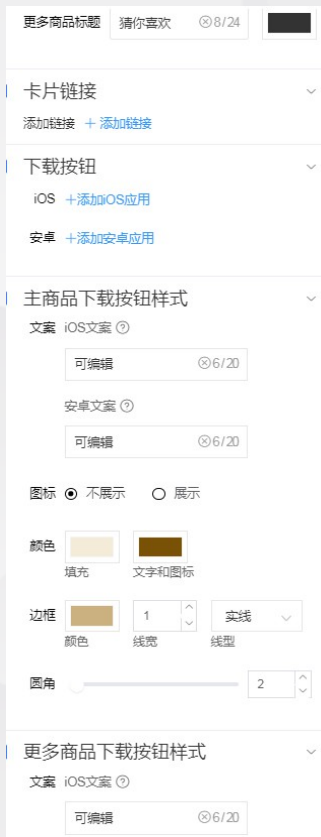 更多商品标题 猜你喜欢 8/24
卡片链接
添加链接 + 添加链接
下载按钮
iOS +添加iOS应用
安卓 +添加安卓应用
主商品下载按钮样式
文案 iOS文案 ?
可编辑 6/20
安卓文案 ?
可编辑 6/20
图标 不展示 展示
颜色
填充 文字和图标
边框 1 实线
颜色 线宽 线型
圆角 2
更多商品下载按钮样式
文案 iOS文案 ?
可编辑 6/20